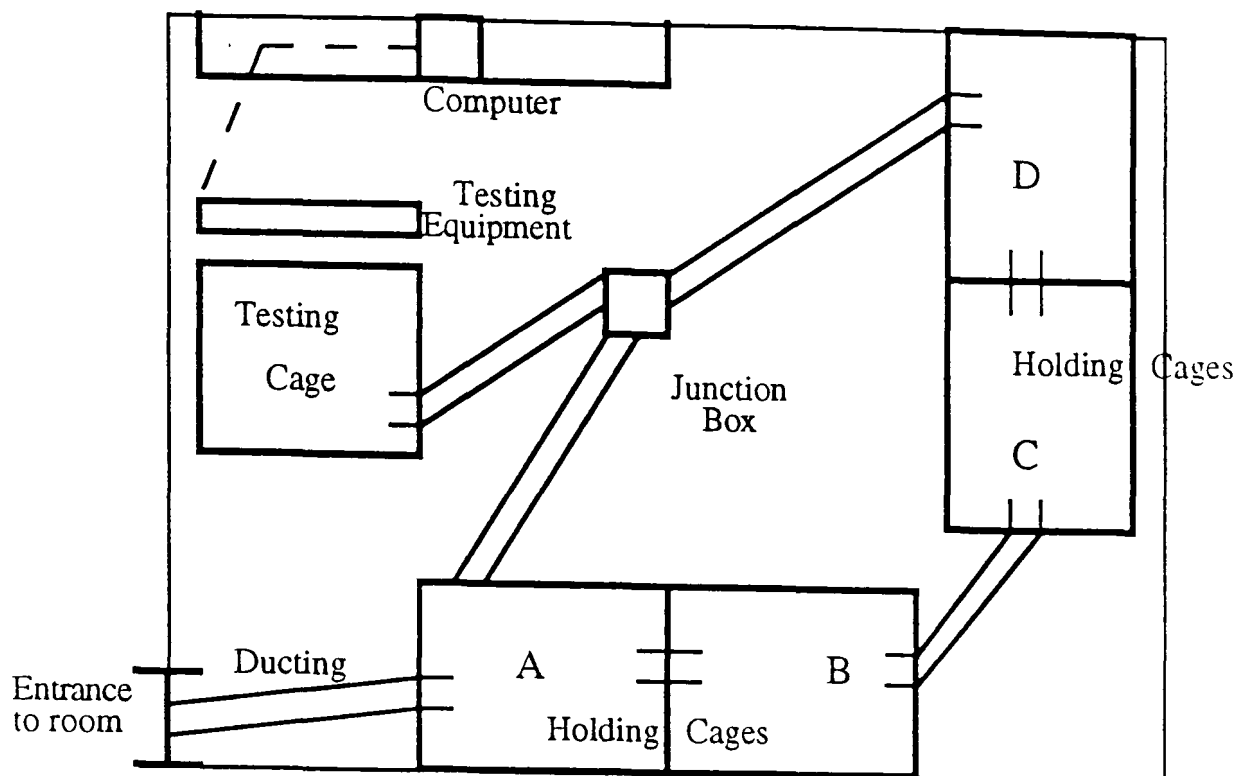 Computer
Testing
Equipment
D
Testing
Cage
Holding Cages
Junction
Box
C
Ducting
A
B
Entrance
to room
Holding Cages